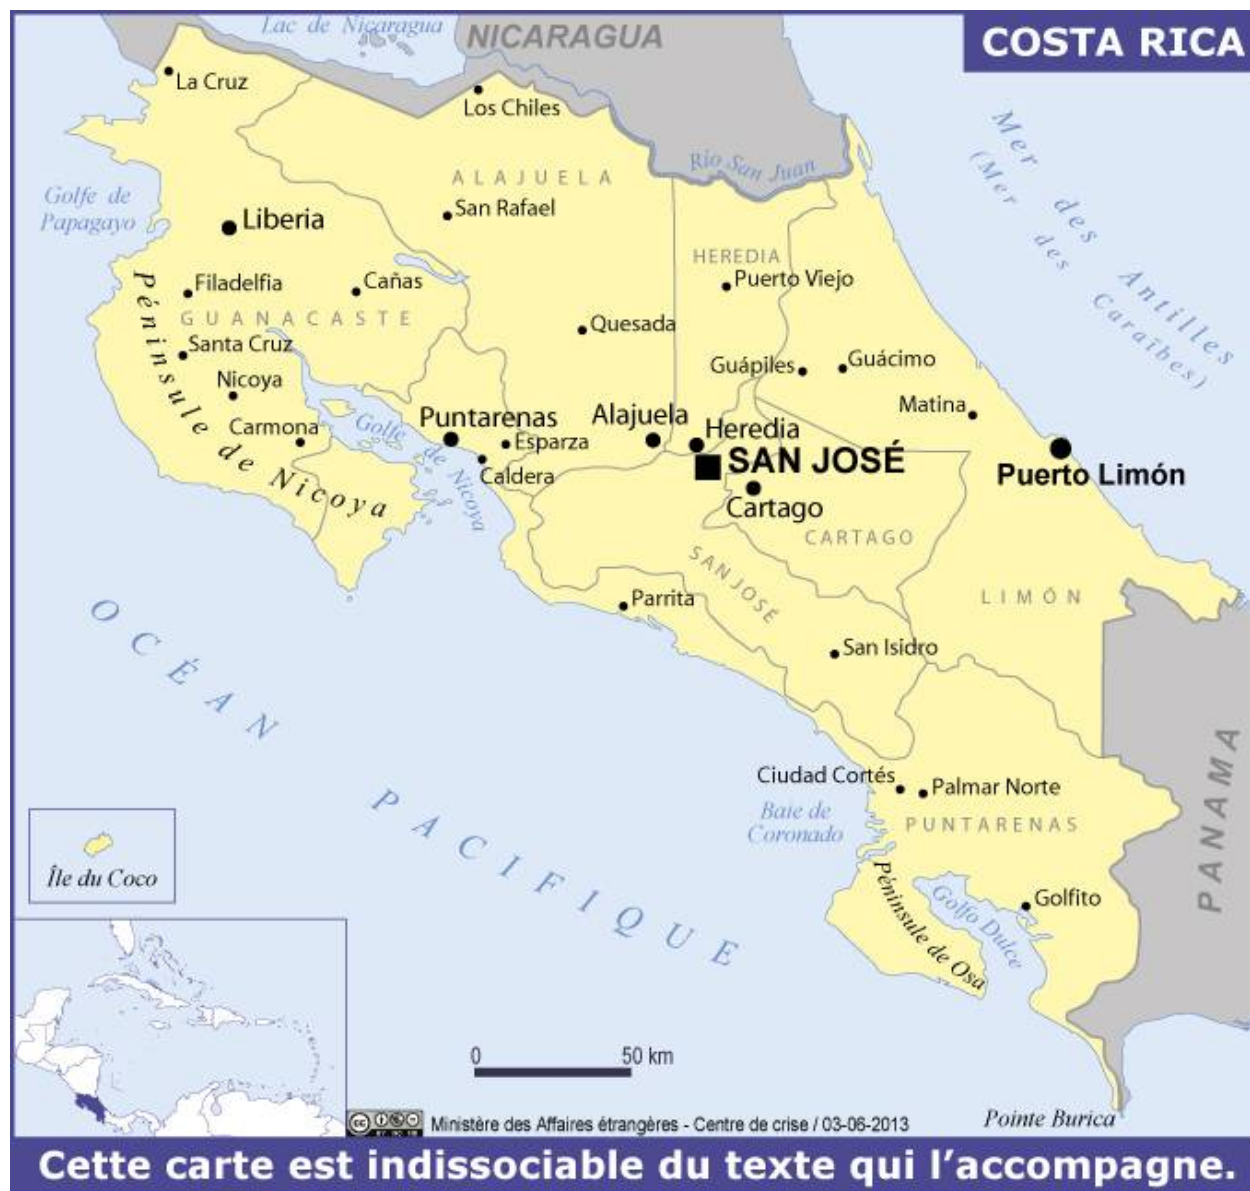 Lac de Nicaragua
NICARAGUA
COSTA RICA
La Cruz
Los Chiles
Mer des Antilles
(Mer des Caraïbes)
Río San Juan
ALAJUELA
Golfe de
Papagayo
San Rafael
Liberia
HEREDIA
Puerto Viejo
Filadelfia
Cañas
Péninsule de Nicoya
GUANACASTE
Quesada
Santa Cruz
Guápiles
Guácimo
Nicoya
Matina
Carmona
Golfe de Nicoya
Puntarenas
Alajuela
Heredia
Esparza
SAN JOSÉ
Caldera
Puerto Limón
Cartago
CARTAGO
SAN JOSÉ
LIMÓN
Parrita
San Isidro
OCÉAN PACIFIQUE
PANAMA
Ciudad Cortés
Palmar Norte
Baie de
Coronado
PUNTARENAS
Île du Coco
Péninsule de Osa
Golfo Dulce
Golfito
0 50 km
cc
BY NC SA
Ministère des Affaires étrangères - Centre de crise / 03-06-2013
Pointe Burica
Cette carte est indissociable du texte qui l’accompagne.